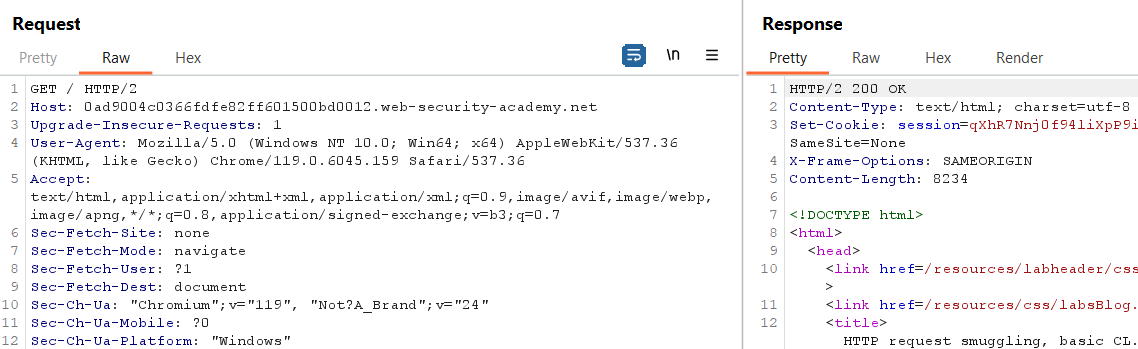 Request
Pretty Raw Hex \n
1 GET / HTTP/2
2 Host: 0ad9004c0366fdfe82ff601500bd0012.web-security-academy.net
3 Upgrade-Insecure-Requests: 1
4 User-Agent: Mozilla/5.0 (Windows NT 10.0; Win64; x64) AppleWebKit/537.36
(KHTML, like Gecko) Chrome/119.0.6045.159 Safari/537.36
5 Accept:
text/html,application/xhtml+xml,application/xml;q=0.9,image/avif,image/webp,
image/apng,*/*;q=0.8,application/signed-exchange;v=b3;q=0.7
6 Sec-Fetch-Site: none
7 Sec-Fetch-Mode: navigate
8 Sec-Fetch-User: ?1
9 Sec-Fetch-Dest: document
10 Sec-Ch-Ua: "Chromium";v="119", "Not?A_Brand";v="24"
11 Sec-Ch-Ua-Mobile: ?0
12 Sec-Ch-Ua-Platform: "Windows"
Response
Pretty Raw Hex Render
1 HTTP/2 200 OK
2 Content-Type: text/html; charset=utf-8
3 Set-Cookie: session=qXhR7Nnj0f94liXpP9i
SameSite=None
4 X-Frame-Options: SAMEORIGIN
5 Content-Length: 8234
6
7 <!DOCTYPE html>
8 <html>
9 <head>
10 <link href=/resources/labheader/css
>
11 <link href=/resources/css/labsBlog.
12 <title>
HTTP request smuggling, basic CL.